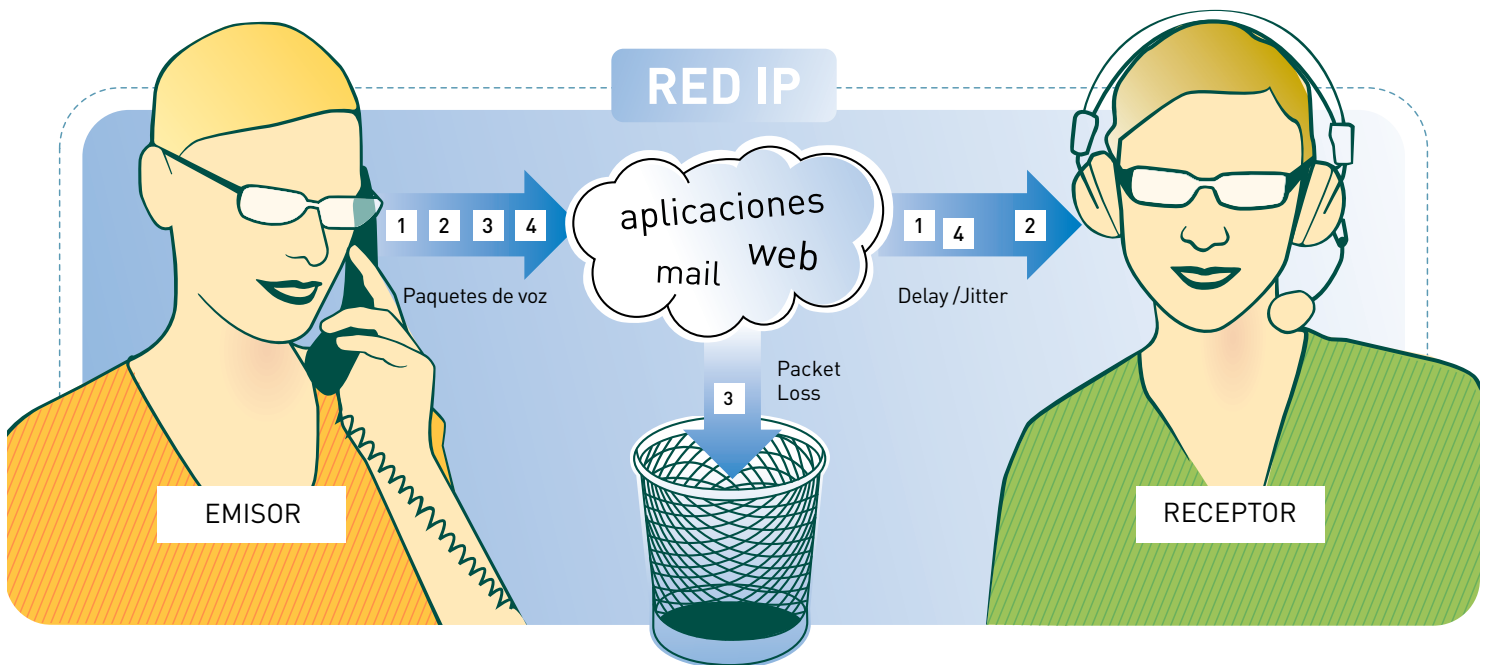 RED IP
1 2 3 4
Paquetes de voz
aplicaciones
web
mail
1 4 2
Delay /Jitter
3
Packet
Loss
EMISOR
RECEPTOR